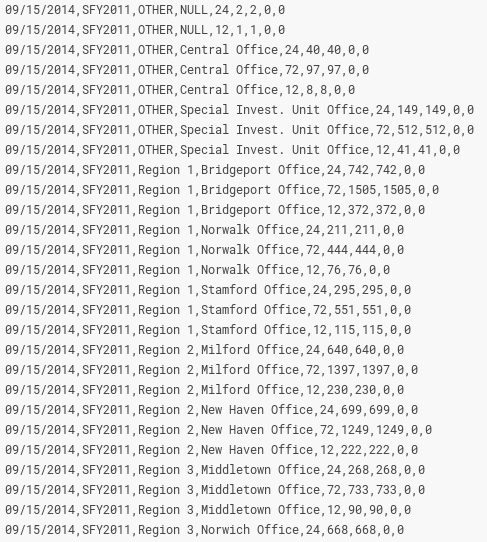 09/15/2014,SFY2011,OTHER,NULL,24,2,2,0,0
09/15/2014,SFY2011,OTHER,NULL,12,1,1,0,0
09/15/2014,SFY2011,OTHER,Central Office,24,40,40,0,0
09/15/2014,SFY2011,OTHER,Central Office,72,97,97,0,0
09/15/2014,SFY2011,OTHER,Central Office,12,8,8,0,0
09/15/2014,SFY2011,OTHER,Special Invest. Unit Office,24,149,149,0,0
09/15/2014,SFY2011,OTHER,Special Invest. Unit Office,72,512,512,0,0
09/15/2014,SFY2011,OTHER,Special Invest. Unit Office,12,41,41,0,0
09/15/2014,SFY2011,Region 1,Bridgeport Office,24,742,742,0,0
09/15/2014,SFY2011,Region 1,Bridgeport Office,72,1505,1505,0,0
09/15/2014,SFY2011,Region 1,Bridgeport Office,12,372,372,0,0
09/15/2014,SFY2011,Region 1,Norwalk Office,24,211,211,0,0
09/15/2014,SFY2011,Region 1,Norwalk Office,72,444,444,0,0
09/15/2014,SFY2011,Region 1,Norwalk Office,12,76,76,0,0
09/15/2014,SFY2011,Region 1,Stamford Office,24,295,295,0,0
09/15/2014,SFY2011,Region 1,Stamford Office,72,551,551,0,0
09/15/2014,SFY2011,Region 1,Stamford Office,12,115,115,0,0
09/15/2014,SFY2011,Region 2,Milford Office,24,640,640,0,0
09/15/2014,SFY2011,Region 2,Milford Office,72,1397,1397,0,0
09/15/2014,SFY2011,Region 2,Milford Office,12,230,230,0,0
09/15/2014,SFY2011,Region 2,New Haven Office,24,699,699,0,0
09/15/2014,SFY2011,Region 2,New Haven Office,72,1249,1249,0,0
09/15/2014,SFY2011,Region 2,New Haven Office,12,222,222,0,0
09/15/2014,SFY2011,Region 3,Middletown Office,24,268,268,0,0
09/15/2014,SFY2011,Region 3,Middletown Office,72,733,733,0,0
09/15/2014,SFY2011,Region 3,Middletown Office,12,90,90,0,0
09/15/2014,SFY2011,Region 3,Norwich Office,24,668,668,0,0